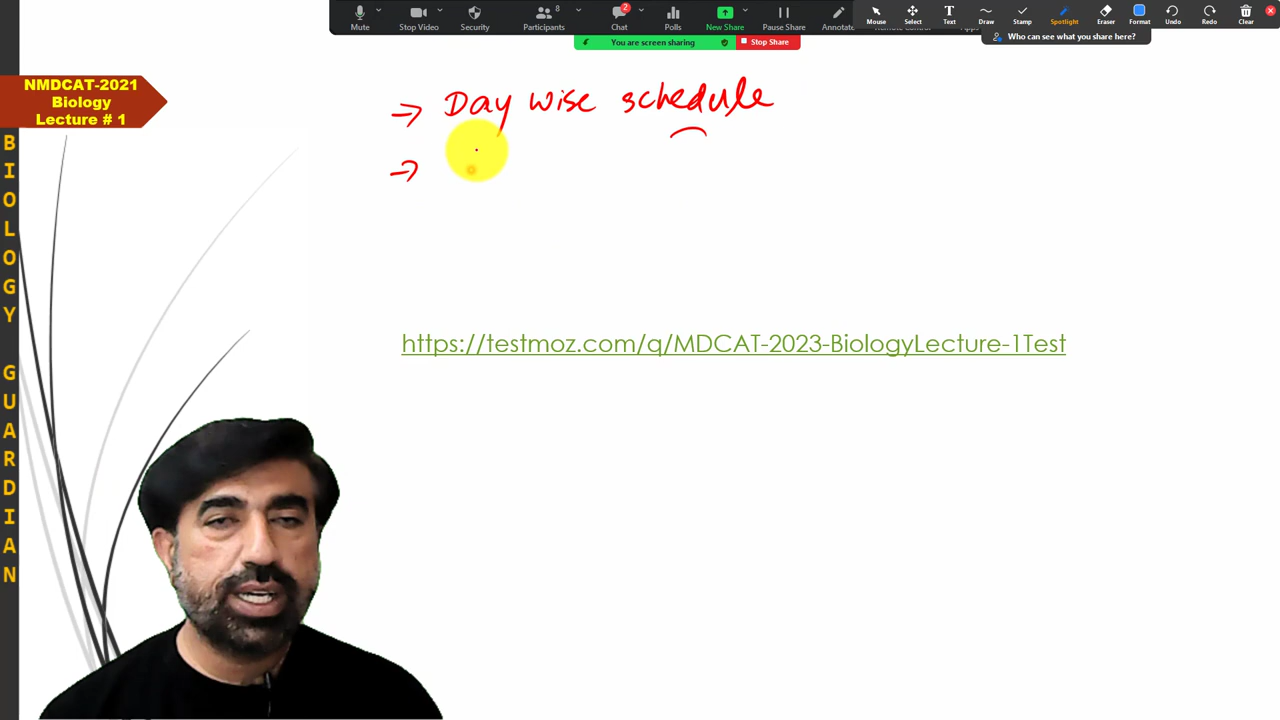 Mute
Stop Video
Security
Participants
8
Chat
2
Polls
New Share
Pause Share
Annotate
Mouse
Select
Text
Draw
Stamp
Spotlight
Eraser
Format
Undo
Redo
Clear
You are screen sharing
Stop Share
Who can see what you share here?
NMDCAT-2021
Biology
Lecture # 1
BIOLOGY GUARDIAN
→ Day wise schedule
→
https://testmoz.com/q/MDCAT-2023-BiologyLecture-1Test